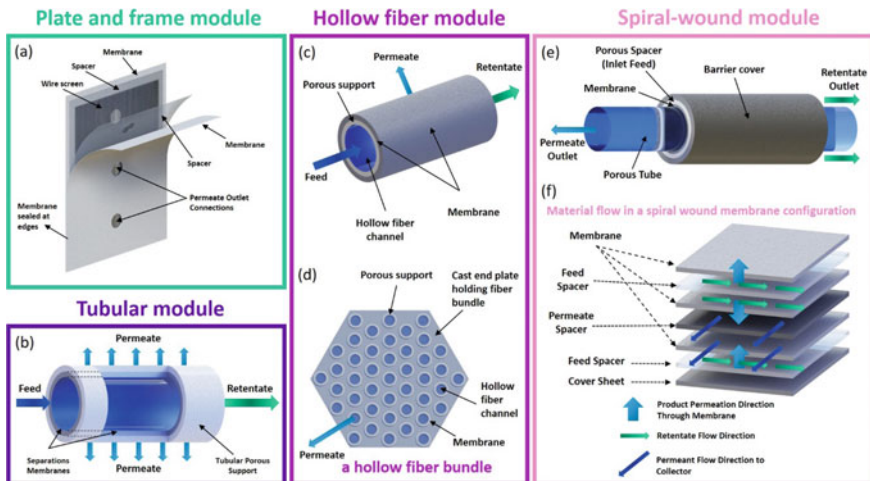 Plate and frame module
(a)
Membrane
Spacer
Wire screen
Membrane
Spacer
Permeate Outlet
Connections
Membrane
sealed at
edges
Tubular module
(b)
Permeate
Feed
Retentate
Separations
Membranes
Permeate
Tubular Porous
Support
Hollow fiber module
(c)
Permeate
Retentate
Porous support
Feed
Hollow fiber
channel
Membrane
(d)
Porous support
Cast end plate
holding fiber
bundle
Hollow
fiber
channel
Membrane
Permeate
a hollow fiber bundle
Spiral-wound module
(e)
Porous Spacer
(Inlet Feed)
Membrane
Barrier cover
Retentate
Outlet
Permeate
Outlet
Porous Tube
(f)
Material flow in a spiral wound membrane configuration
Membrane
Feed
Spacer
Permeate
Spacer
Feed Spacer
Cover Sheet
Product Permeation Direction
Through Membrane
Retentate Flow Direction
Permeant Flow Direction to
Collector